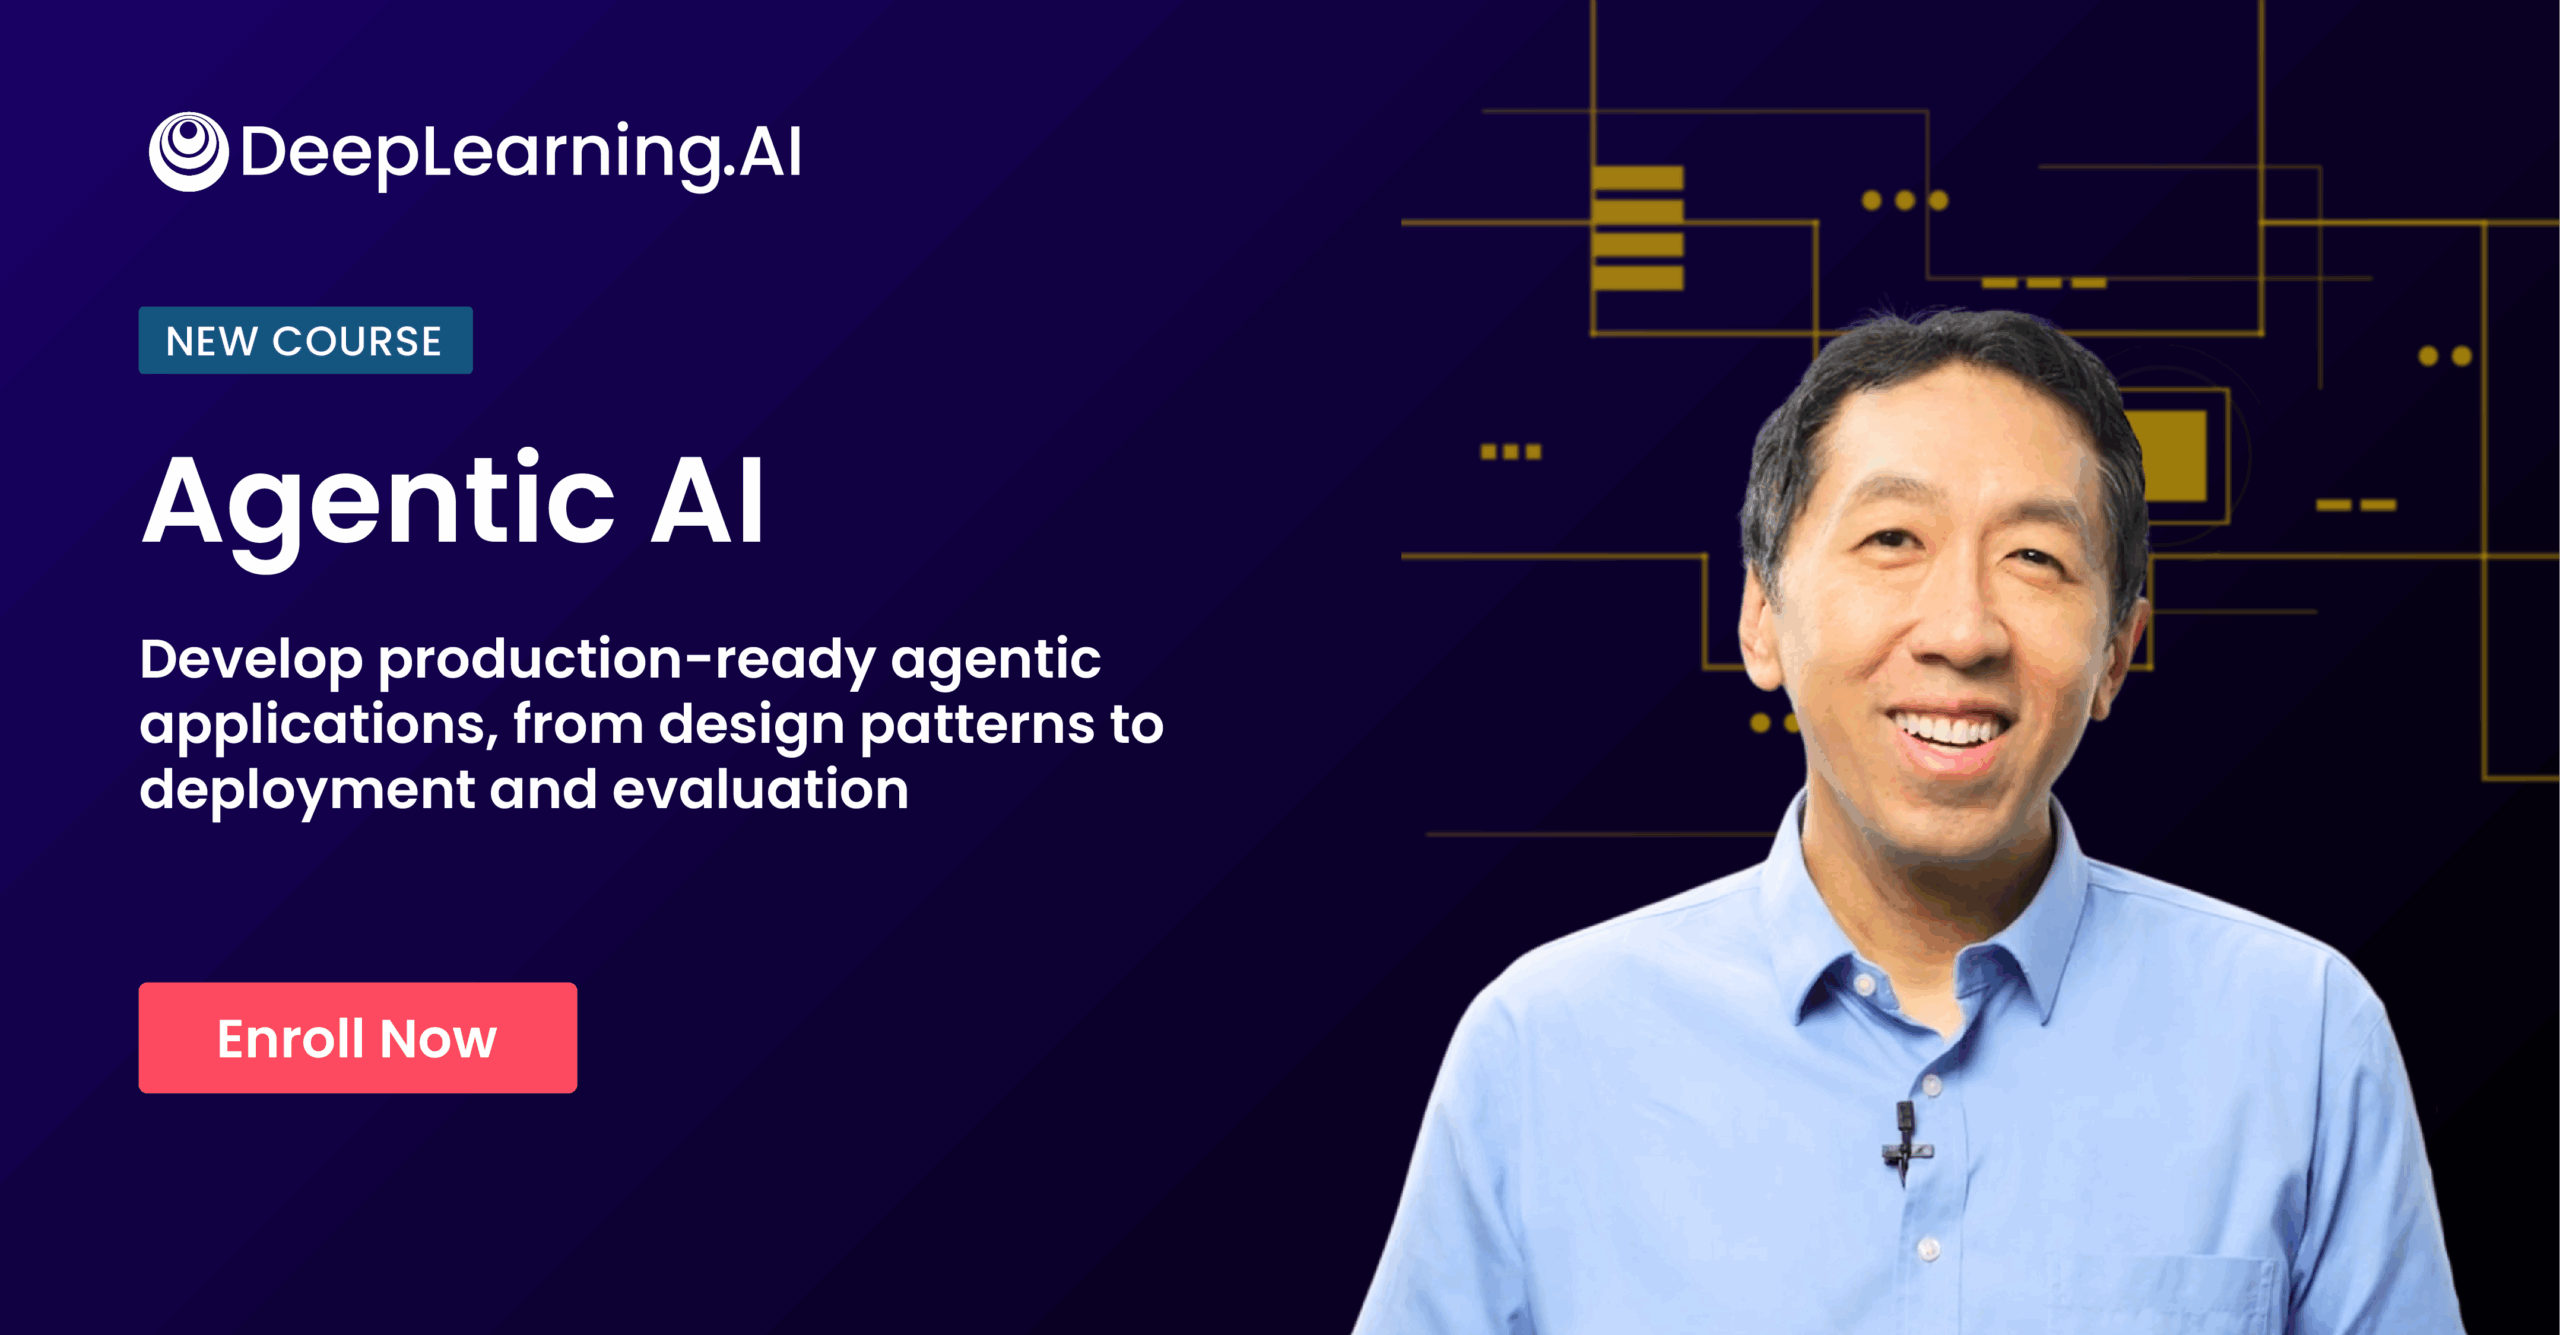 DeepLearning.AI
NEW COURSE
Agentic AI
Develop production-ready agentic
applications, from design patterns to
deployment and evaluation
Enroll Now